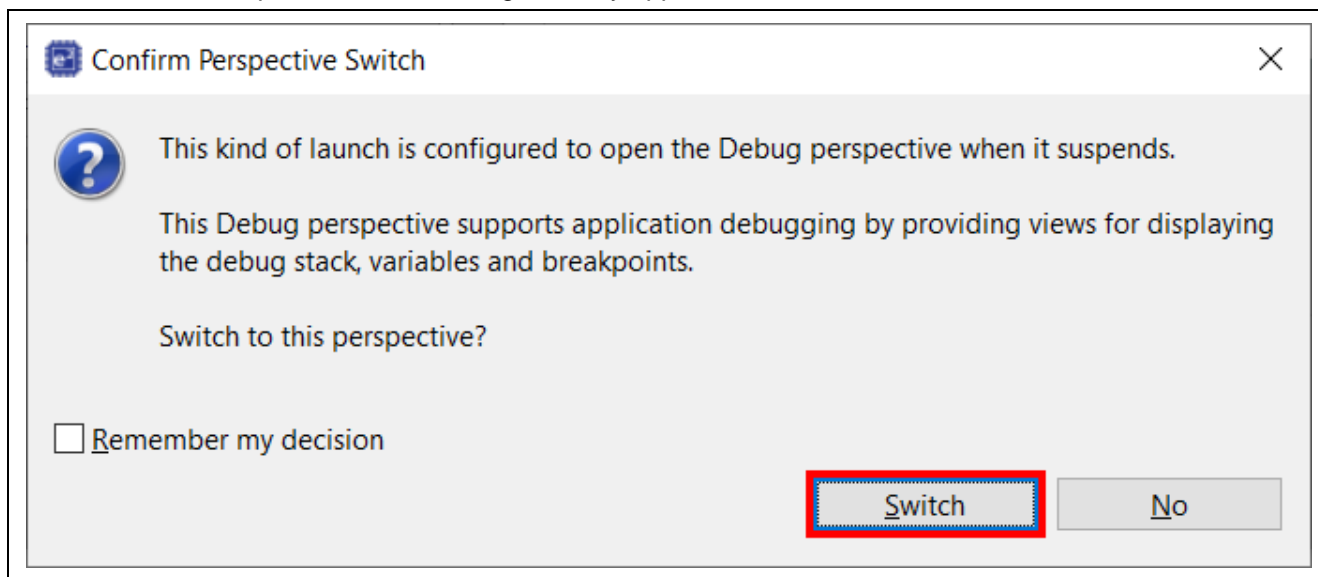 Confirm Perspective Switch
This kind of launch is configured to open the Debug perspective when it suspends.
This Debug perspective supports application debugging by providing views for displaying
the debug stack, variables and breakpoints.
Switch to this perspective?
Remember my decision
Switch
No